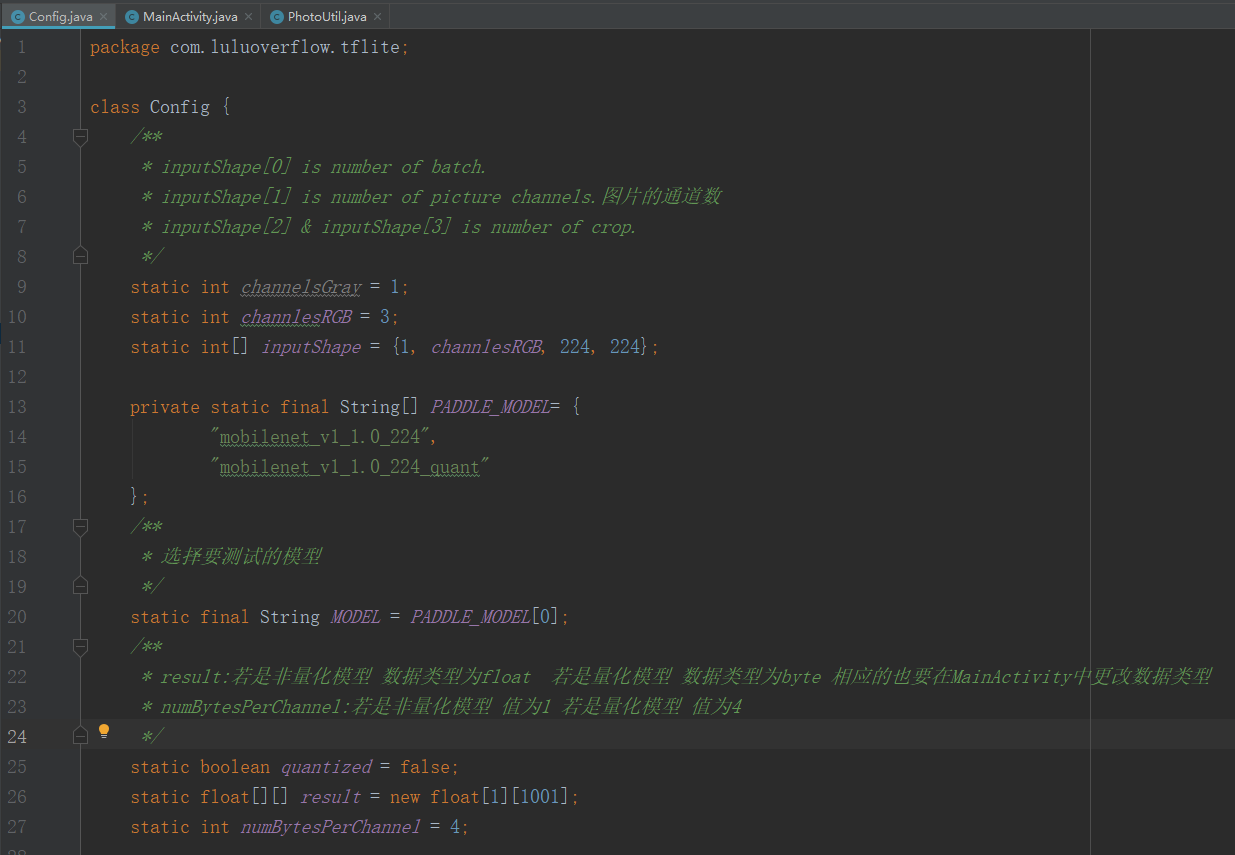 Config.java × MainActivity.java × PhotoUtil.java ×
1 package com.luluoverflow.tflite;
2
3 class Config {
4 /**
5 * inputShape[0] is number of batch.
6 * inputShape[1] is number of picture channels.图片的通道数
7 * inputShape[2] & inputShape[3] is number of crop.
8 */
9 static int channelsGray = 1;
10 static int channlesRGB = 3;
11 static int[] inputShape = {1, channlesRGB, 224, 224};
12
13 private static final String[] PADDLE_MODEL= {
14 "mobilenet_v1_1.0_224",
15 "mobilenet_v1_1.0_224_quant"
16 };
17 /**
18 * 选择要测试的模型
19 */
20 static final String MODEL = PADDLE_MODEL[0];
21 /**
22 * result:若是非量化模型 数据类型为float 若是量化模型 数据类型为byte 相应的也要在MainActivity中更改数据类型
23 * numBytesPerChannel:若是非量化模型 值为1 若是量化模型 值为4
24 */
25 static boolean quantized = false;
26 static float[][] result = new float[1][1001];
27 static int numBytesPerChannel = 4;